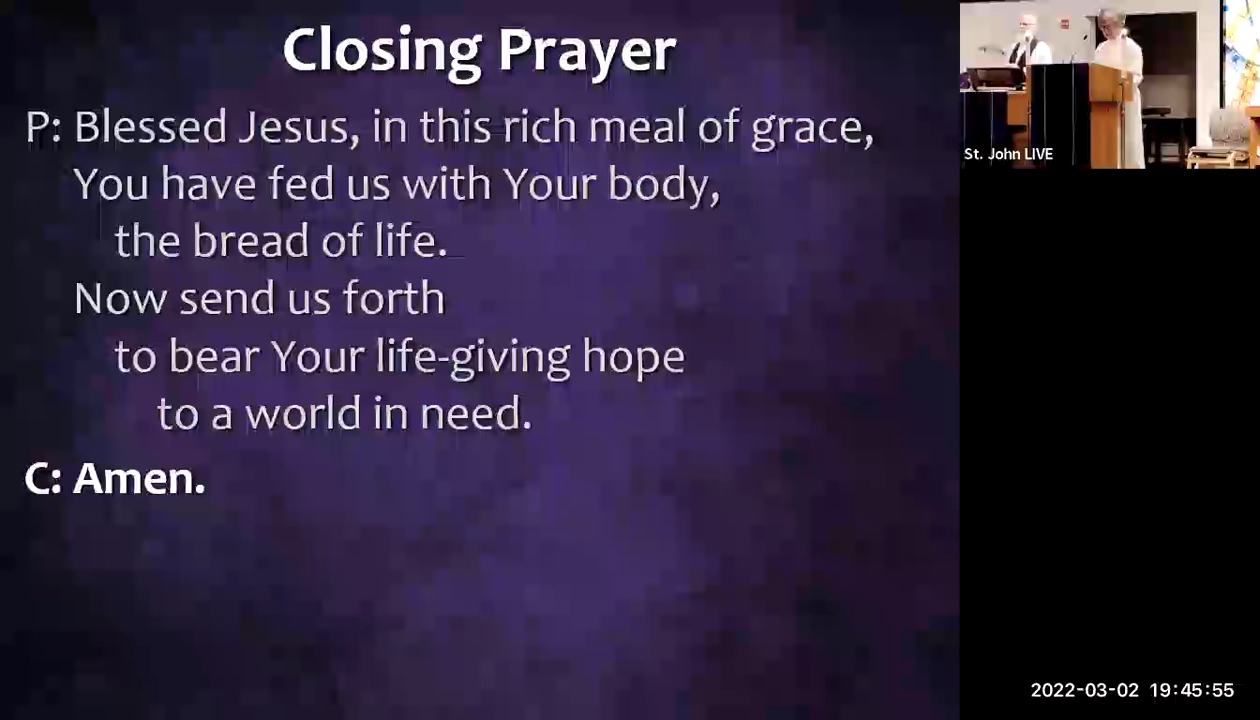 Closing Prayer
P: Blessed Jesus, in this rich meal of grace,
You have fed us with Your body,
the bread of life.
Now send us forth
to bear Your life-giving hope
to a world in need.
C: Amen.
St. John LIVE
2022-03-02 19:45:55